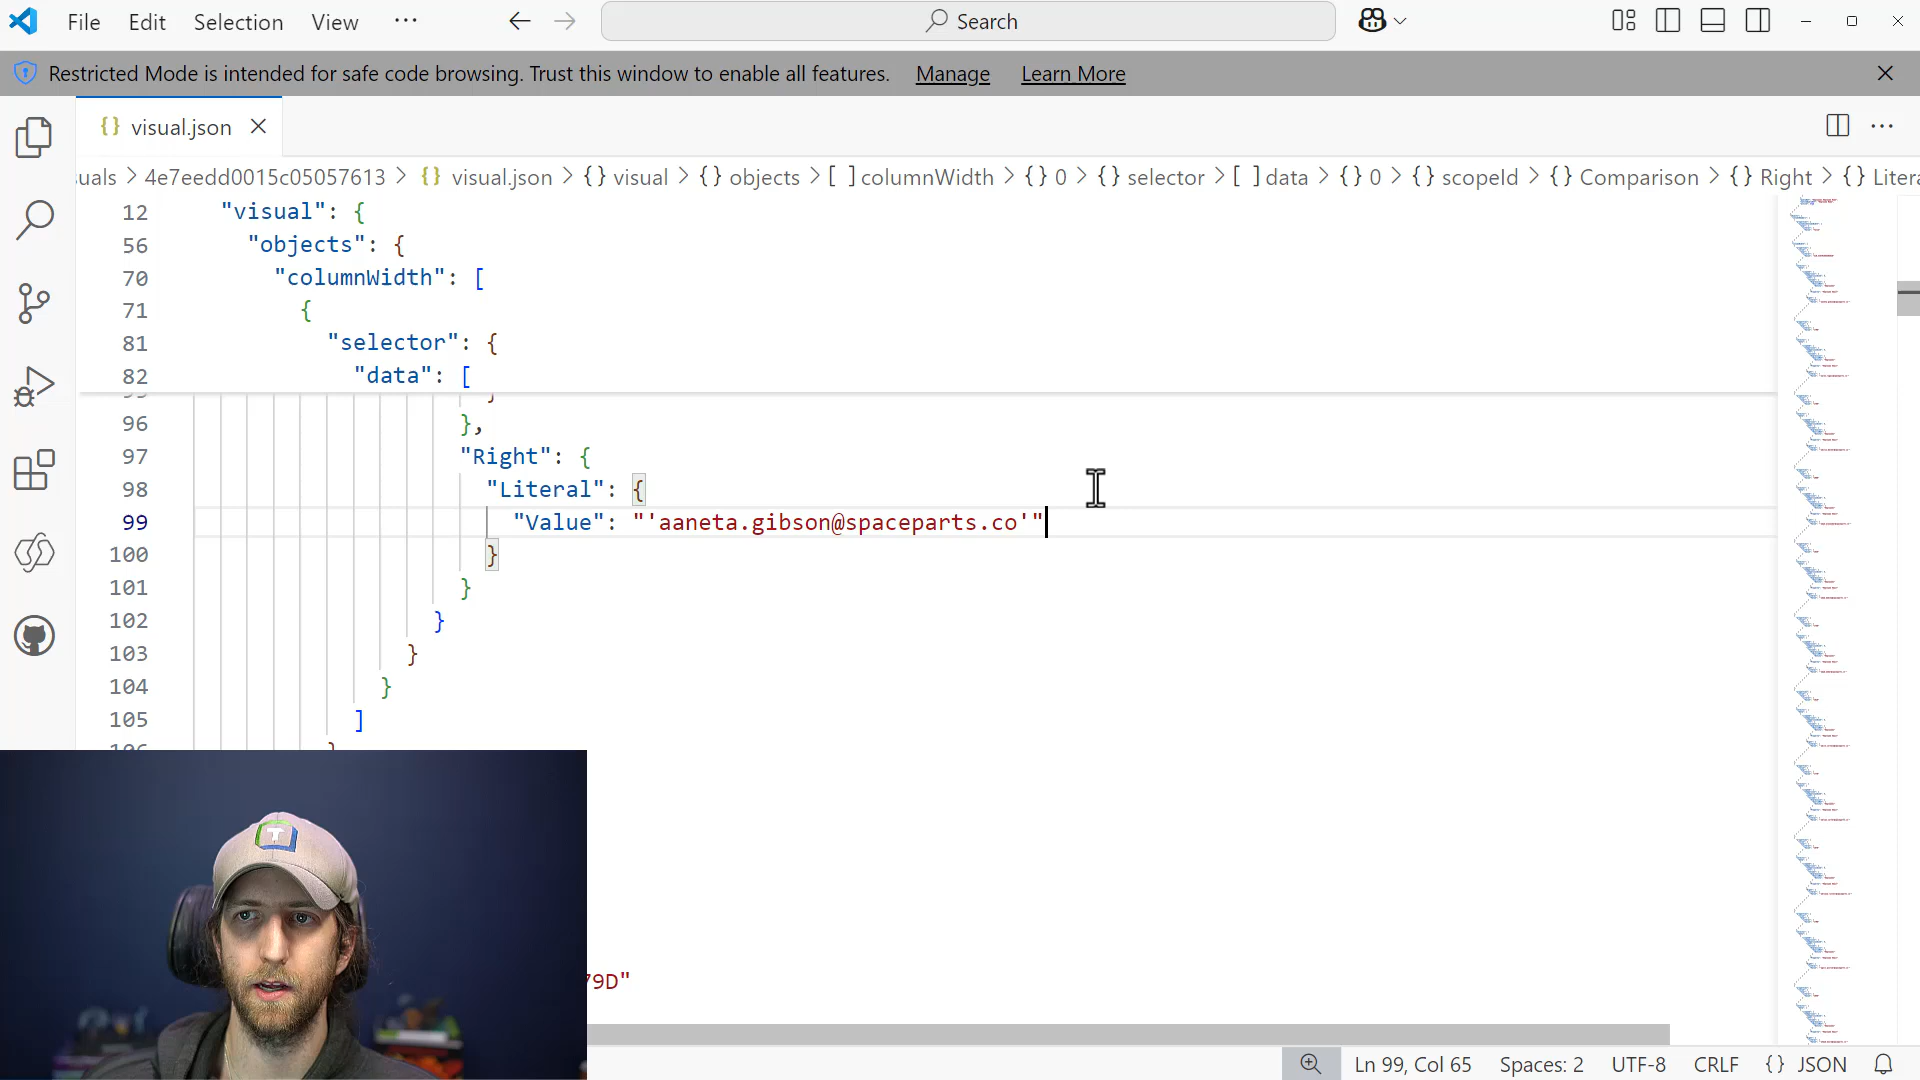 File Edit Selection View ··· Search
Restricted Mode is intended for safe code browsing. Trust this window to enable all features. Manage Learn More
{} visual.json
suals > 4e7eedd0015c05057613 > {} visual.json > {} visual > {} objects > [ ] columnWidth > {} 0 > {} selector > [ ] data > {} 0 > {} scopeId > {} Comparison > {} Right > {} Litera
12 "visual": {
56 "objects": {
70 "columnWidth": [
71 {
81 "selector": {
82 "data": [
96 },
97 "Right": {
98 "Literal": {
99 "Value": "'aaneta.gibson@spaceparts.co'"
100 }
101 }
102 }
103 }
104 }
105 ]
T
79D"
Ln 99, Col 65 Spaces: 2 UTF-8 CRLF {} JSON